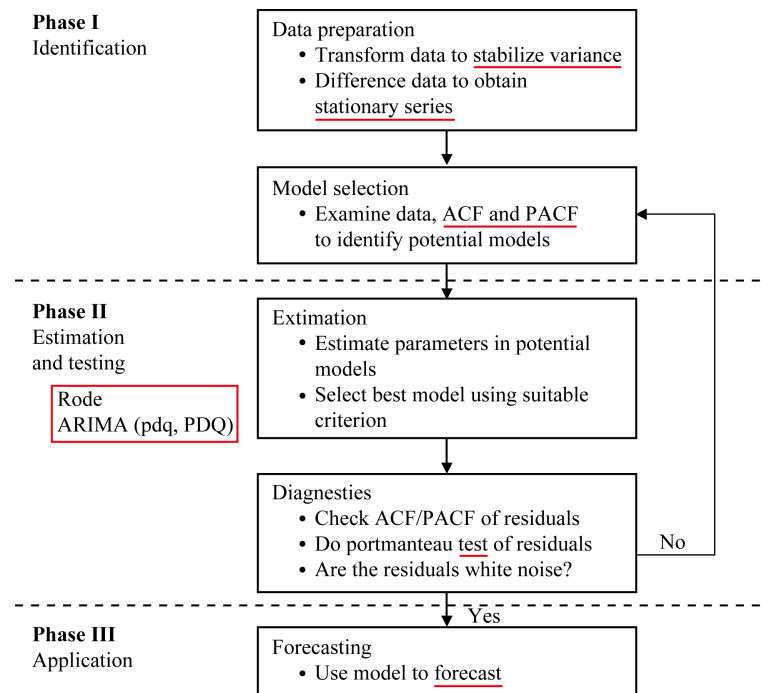 Phase I
Identification
Data preparation
• Transform data to stabilize variance
• Difference data to obtain
stationary series
Model selection
• Examine data, ACF and PACF
to identify potential models
Phase II
Estimation
and testing
Rode
ARIMA (pdq, PDQ)
Extimation
• Estimate parameters in potential
models
• Select best model using suitable
criterion
Diagnesties
• Check ACF/PACF of residuals
• Do portmanteau test of residuals
• Are the residuals white noise?
No
Yes
Phase III
Application
Forecasting
• Use model to forecast